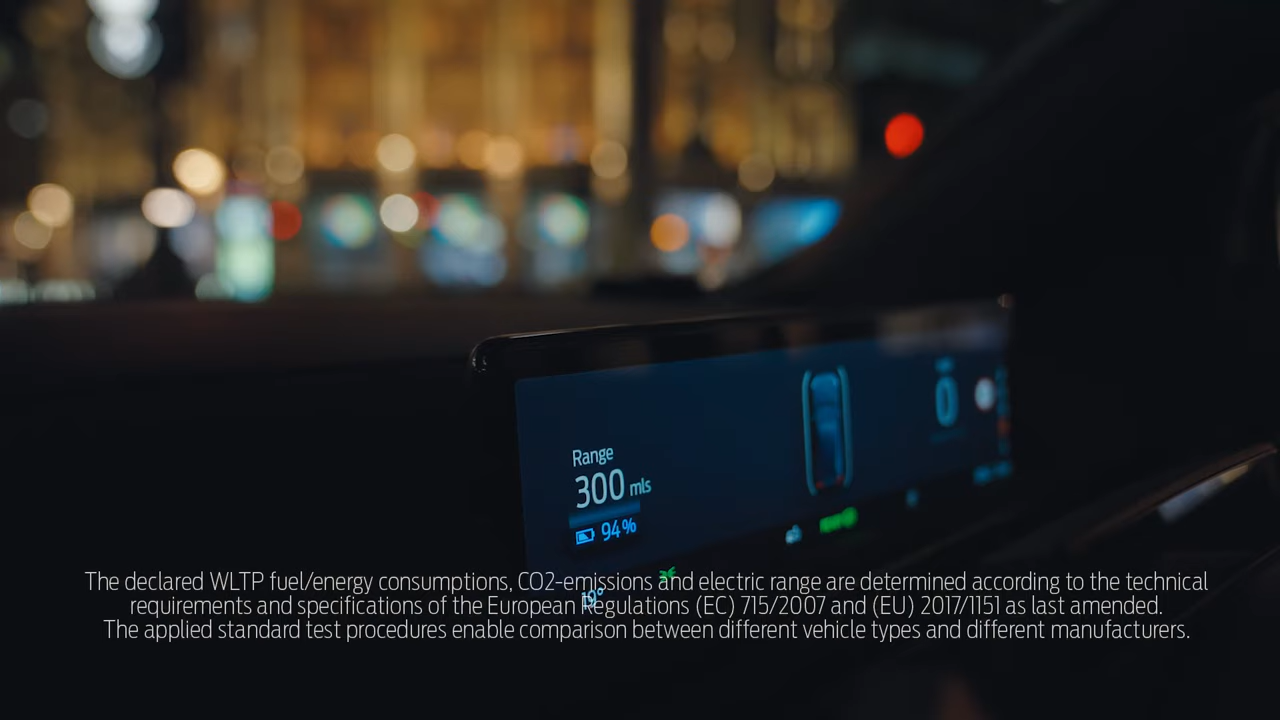 Range
300 mls
94%
0
19°
The declared WLTP fuel/energy consumptions, CO2-emissions and electric range are determined according to the technical
requirements and specifications of the European Regulations (EC) 715/2007 and (EU) 2017/1151 as last amended.
The applied standard test procedures enable comparison between different vehicle types and different manufacturers.